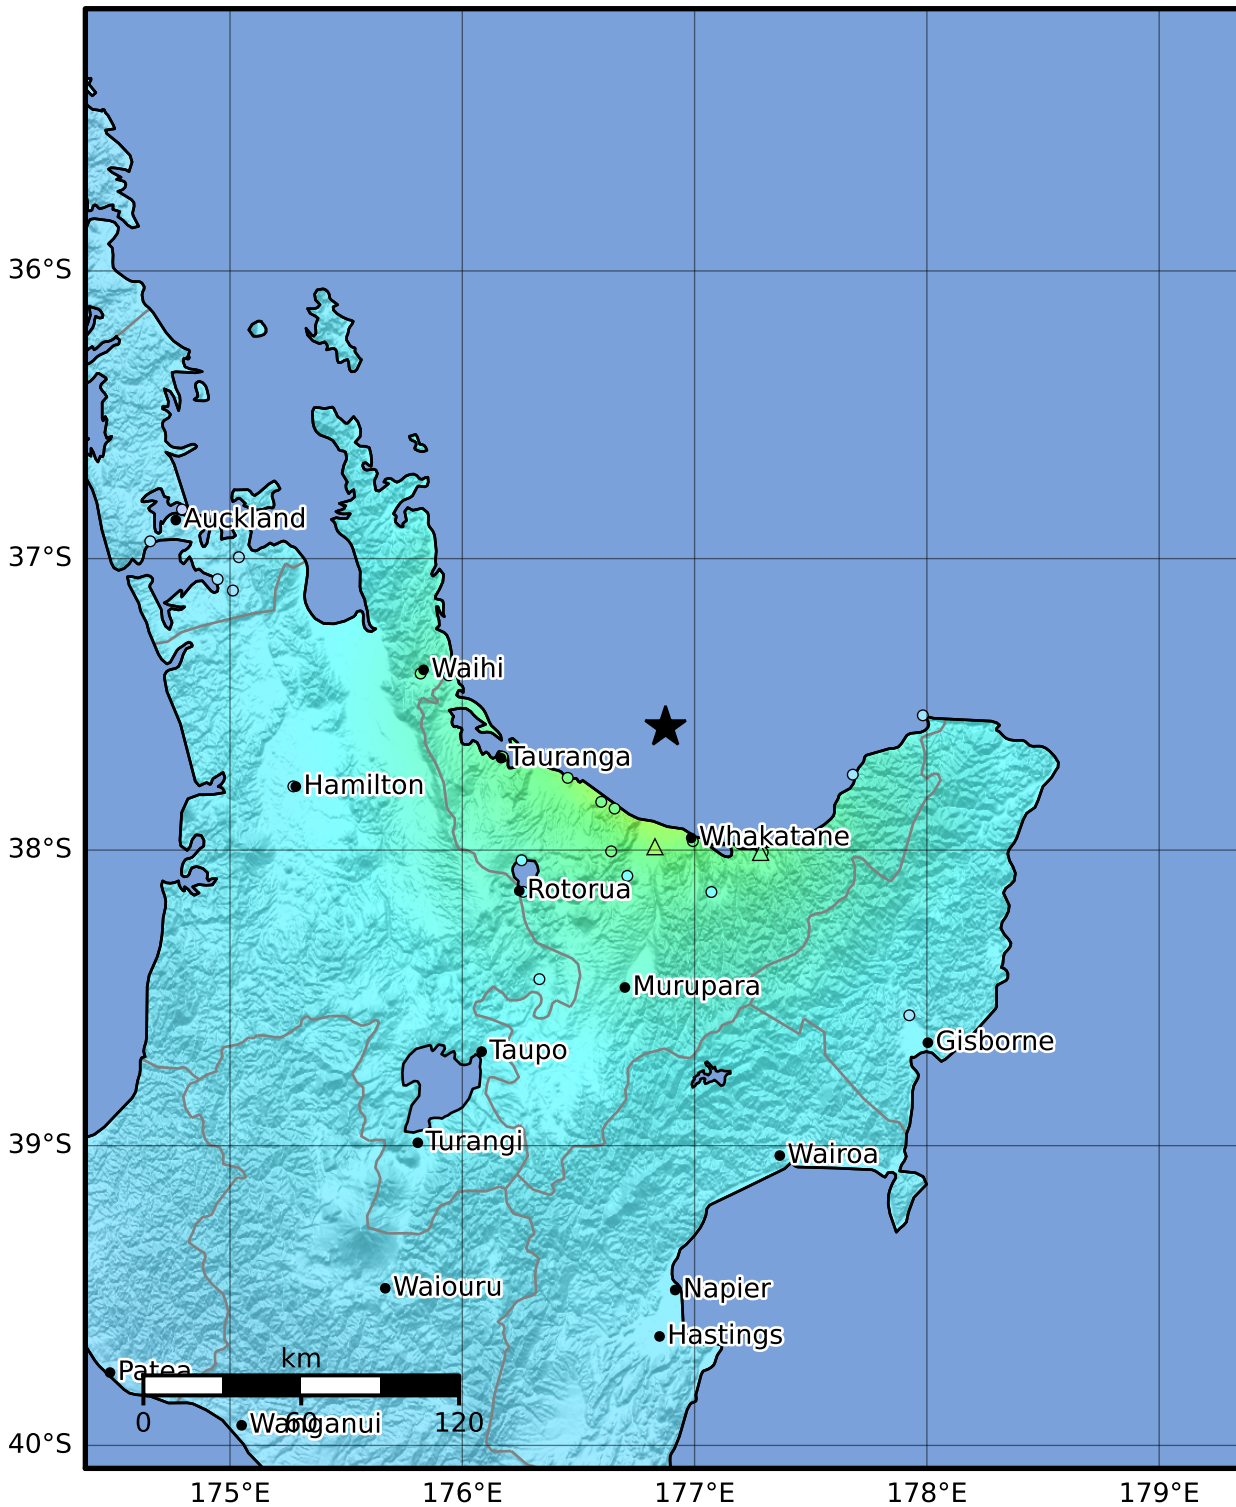 36°S
Auckland
37°S
Waihi
Tauranga
Hamilton
Whakatane
38°S
Rotorua
Murupara
Gisborne
Taupo
Turangi
39°S
Wairoa
Waiouru
Napier
Hastings
km
Patea
0 60 120
Wanganui
40°S
175°E 176°E 177°E 178°E 179°E